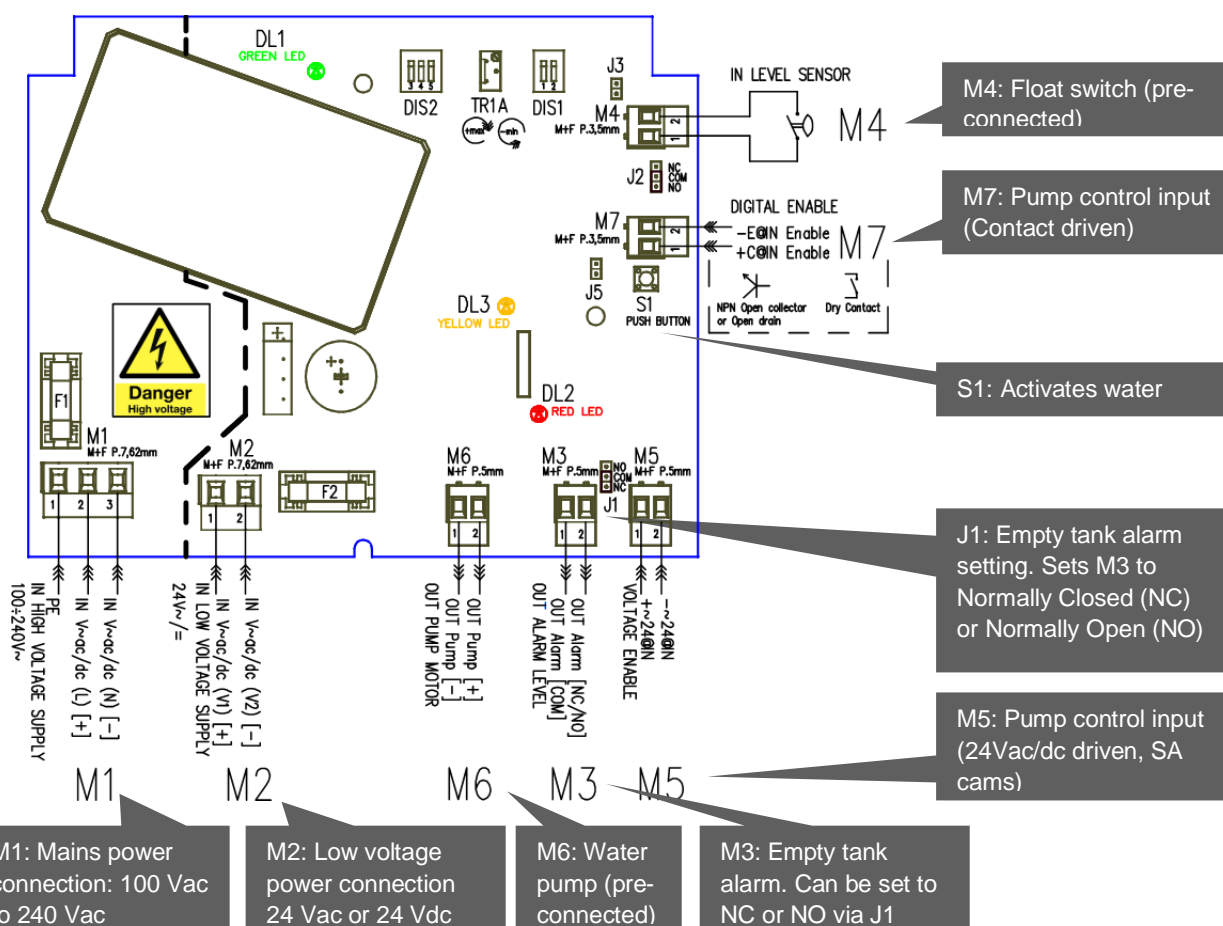 DL1
GREEN LED
3 4 5
DIS2
TR1A
+max
-min
1 2
DIS1
J3
M4
M+F P.3,5mm
2
1
IN LEVEL SENSOR
M4
M4: Float switch (pre-
connected)
J2
NC
COM
NO
M7
M+F P.3,5mm
2
1
DIGITAL ENABLE
-E@IN Enable
+C@IN Enable
M7
NPN Open collector
or Open drain
Dry Contact
M7: Pump control input
(Contact driven)
J5
S1
PUSH BUTTON
S1: Activates water
DL3
YELLOW LED
DL2
RED LED
Danger
High voltage
F1
M1
M+F P.7,62mm
1 2 3
M2
M+F P.7,62mm
1 2
F2
M6
M+F P.5mm
1 2
M3
M+F P.5mm
1 2
NO
COM
NC
J1
M5
M+F P.5mm
1 2
J1: Empty tank alarm
setting. Sets M3 to
Normally Closed (NC)
or Normally Open (NO)
PE
IN HIGH VOLTAGE SUPPLY
100÷240V~
IN V~ac/dc (L) [+]
IN V~ac/dc (N) [-]
M1
24V~/=
IN LOW VOLTAGE SUPPLY
IN V~ac/dc (V1) [+]
IN V~ac/dc (V2) [-]
M2
OUT PUMP MOTOR
OUT Pump [-]
OUT Pump [+]
M6
OUT ALARM LEVEL
OUT Alarm [COM]
OUT Alarm [NC/NO]
M3
VOLTAGE ENABLE
+~24@IN
-~24@IN
M5
M5: Pump control input
(24Vac/dc driven, SA
cams)
M1: Mains power
connection: 100 Vac
to 240 Vac
M2: Low voltage
power connection
24 Vac or 24 Vdc
M6: Water
pump (pre-
connected)
M3: Empty tank
alarm. Can be set to
NC or NO via J1